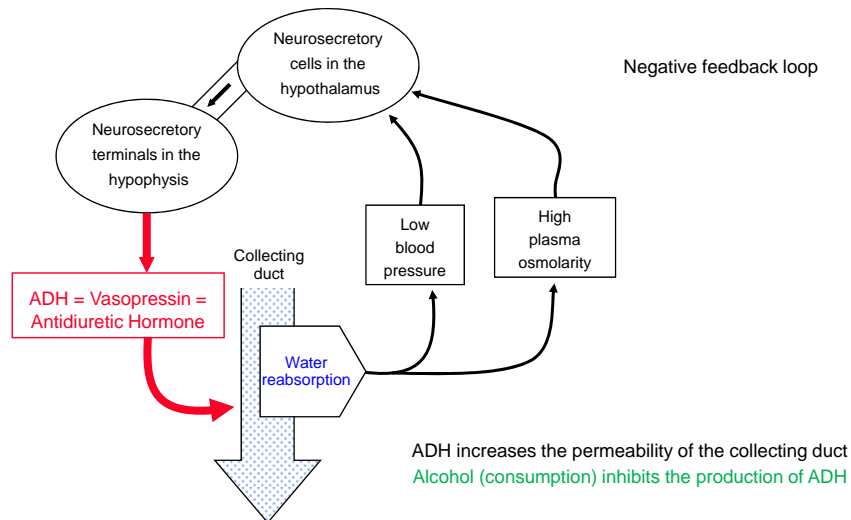 Neurosecretory
cells in the
hypothalamus
Negative feedback loop
Neurosecretory
terminals in the
hypophysis
Low
blood
pressure
High
plasma
osmolarity
Collecting
duct
ADH = Vasopressin =
Antidiuretic Hormone
Water
reabsorption
ADH increases the permeability of the collecting duct
Alcohol (consumption) inhibits the production of ADH